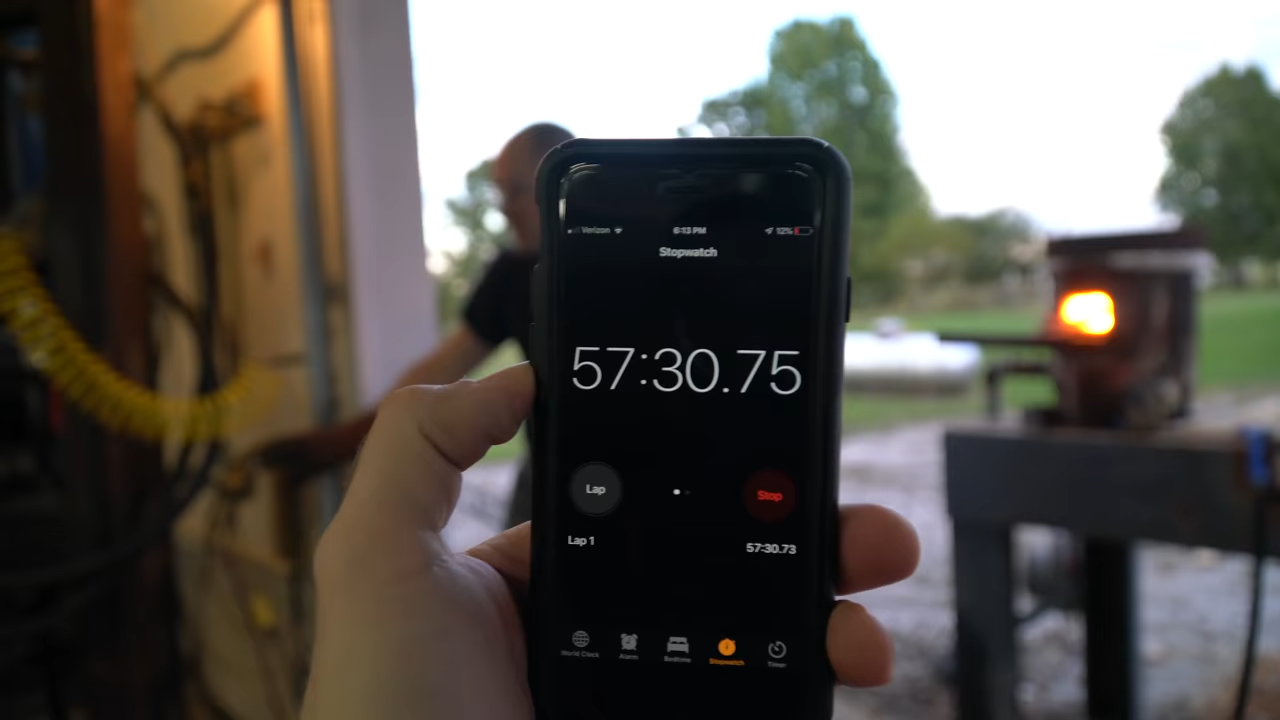 Verizon 6:13 PM 12%
Stopwatch
57:30.75
Lap Stop
Lap 1 57:30.73
World Clock Alarm Bedtime Stopwatch Timer